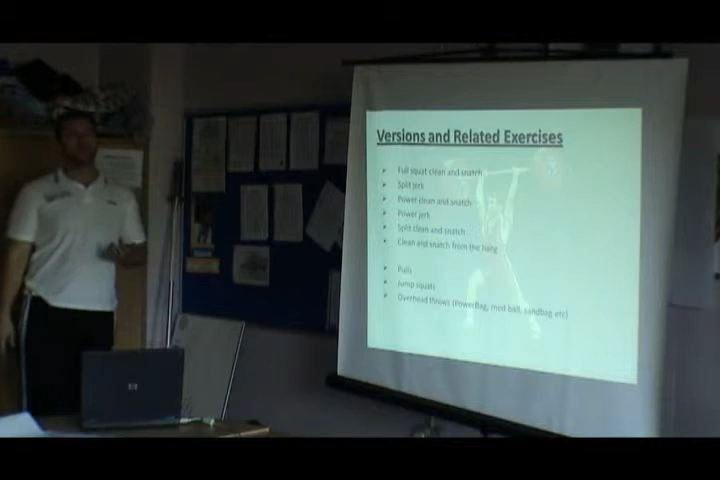 Versions and Related Exercises
Full squat clean and snatch
Split jerk
Power clean and snatch
Power jerk
Split clean and snatch
Clean and snatch from the hang
Pulls
Jump squats
Overhead throws (PowerBag, med ball, sandbag etc)
hp